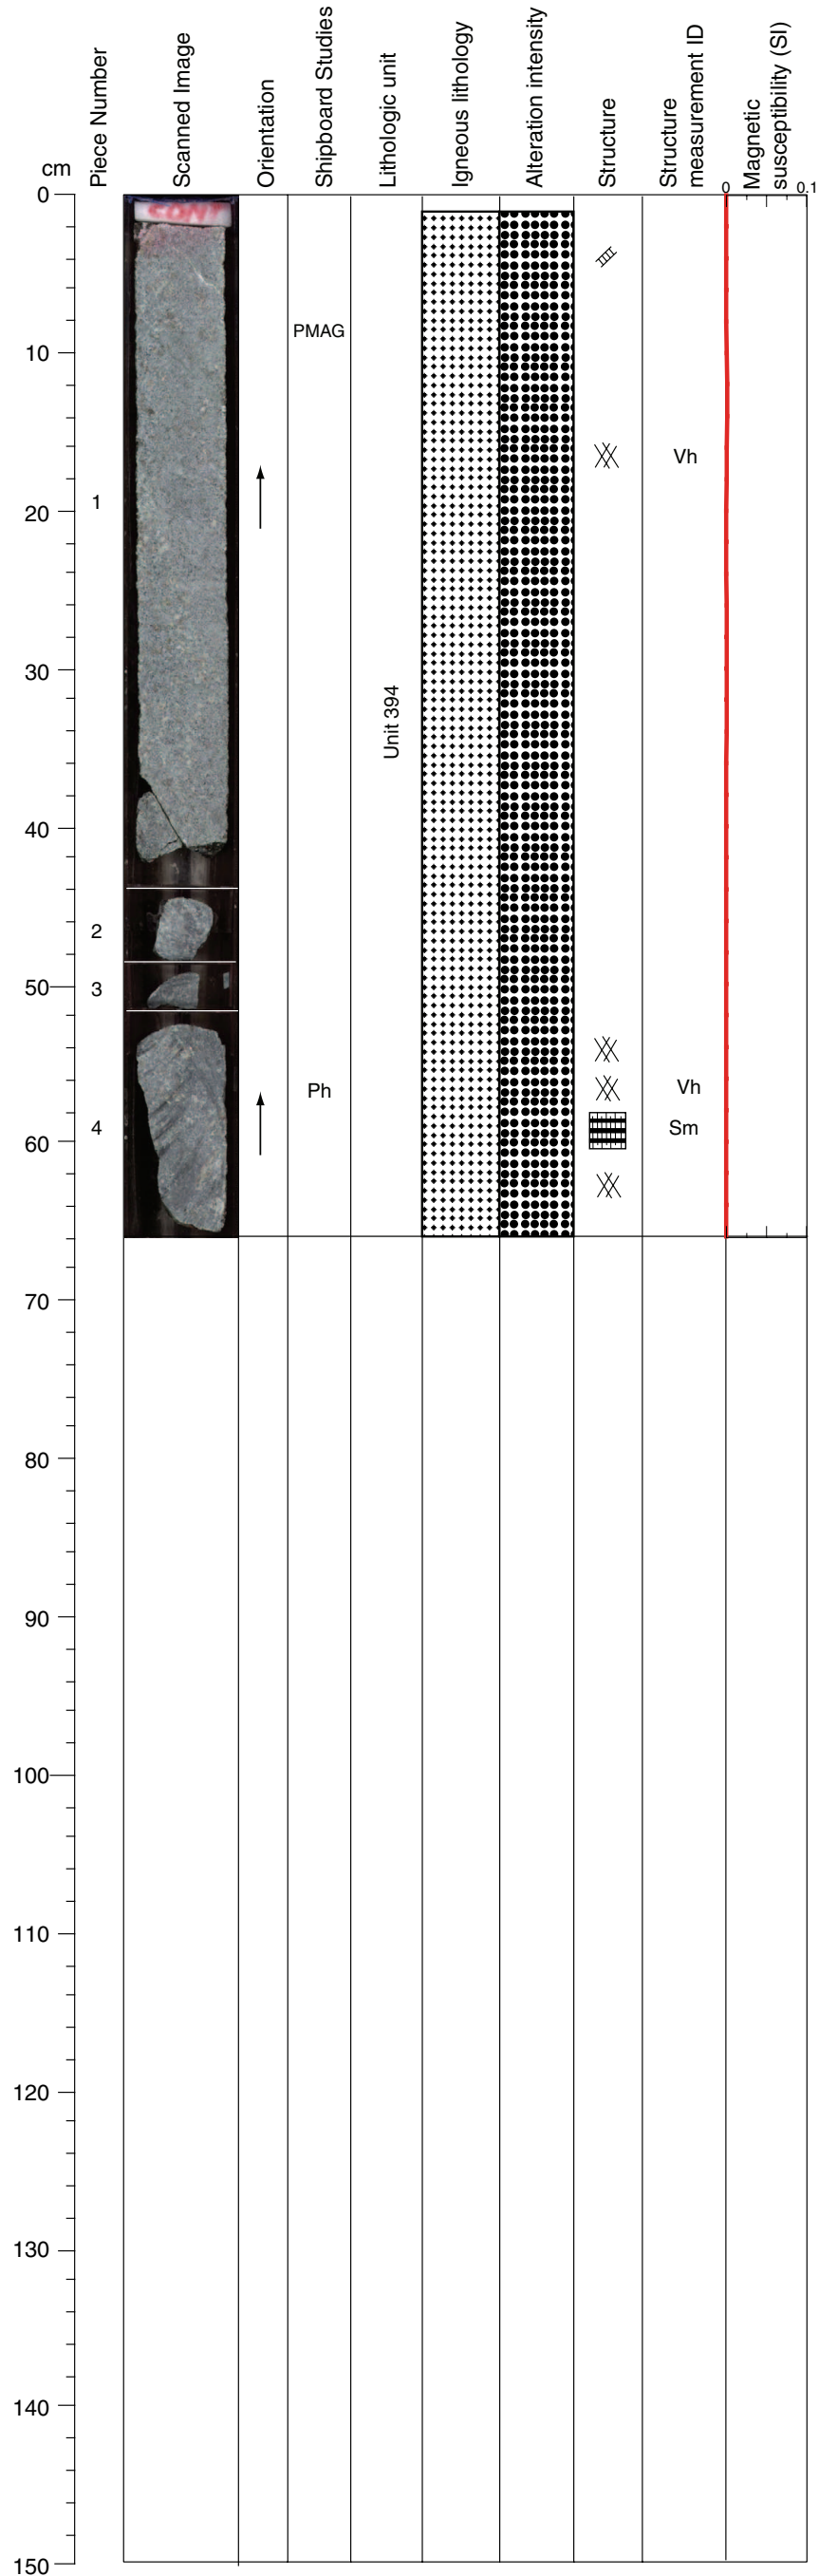 cm
Piece Number
Scanned Image
Orientation
Shipboard Studies
Lithologic unit
Igneous lithology
Alteration intensity
Structure
Structure
measurement ID
Magnetic
susceptibility (SI)
0
0.1
0
CONT
PMAG
10
Vh
1
20
30
Unit 394
40
2
50
3
Ph
Vh
4
Sm
60
70
80
90
100
110
120
130
140
150